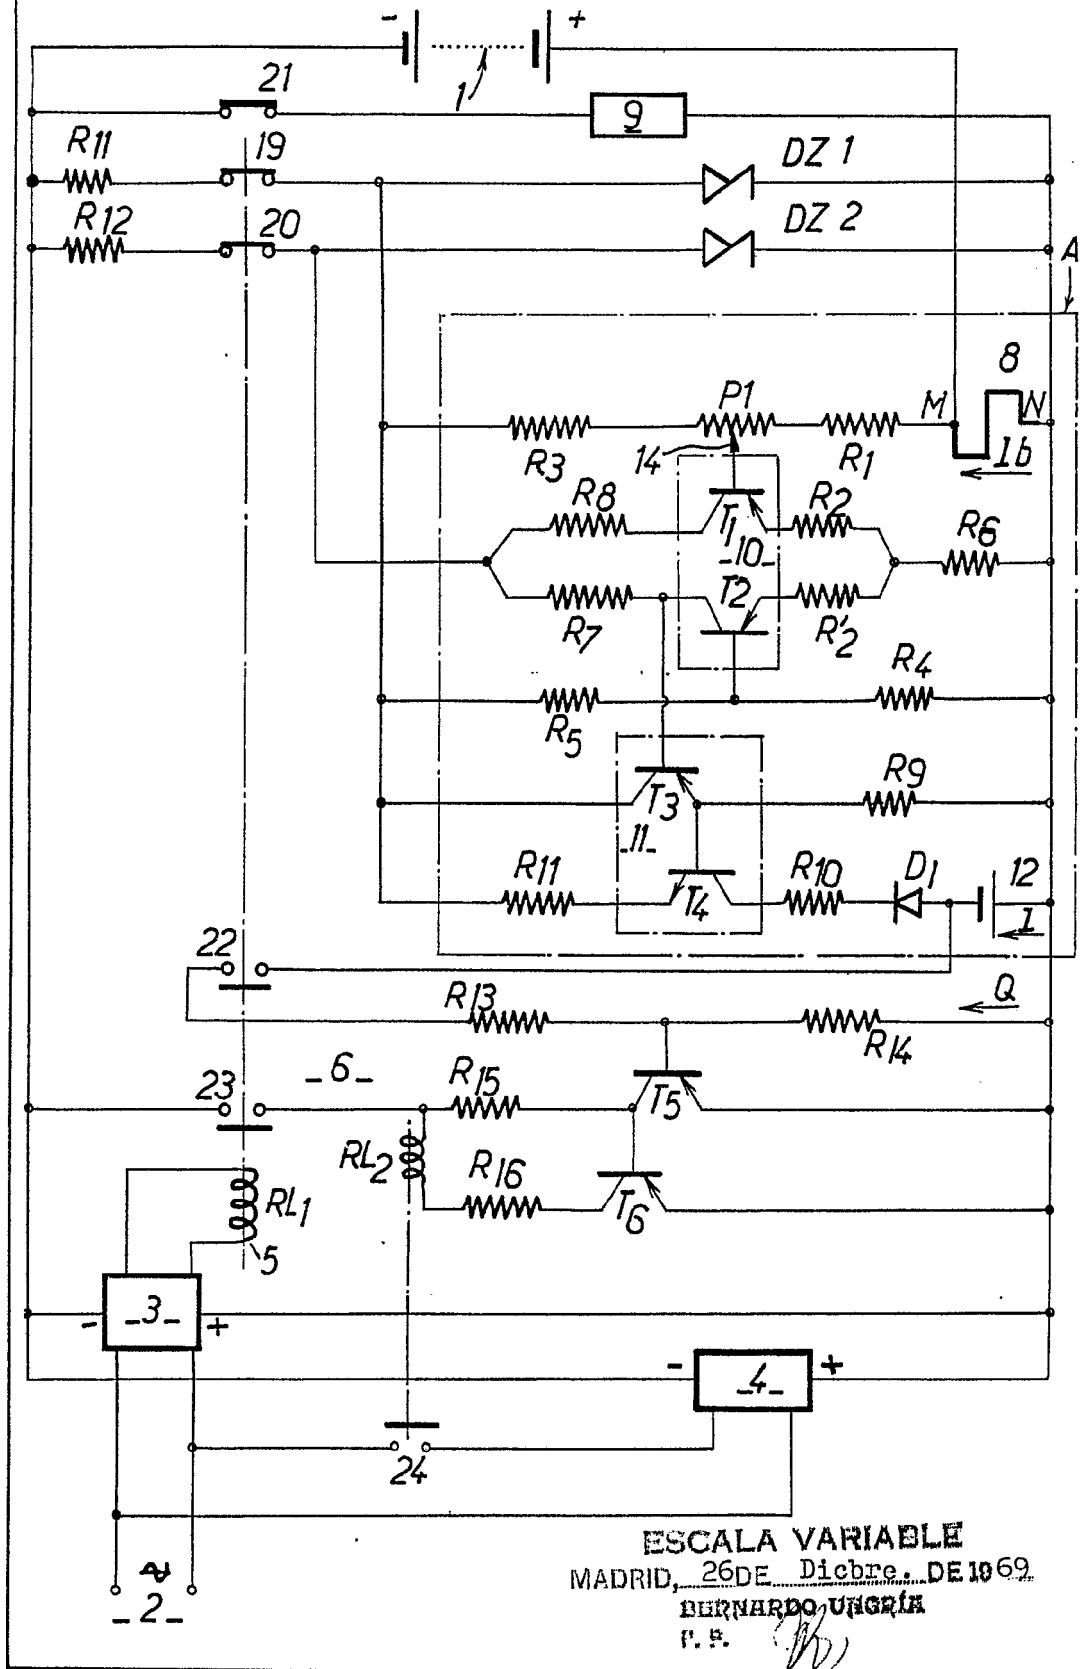 - +
1
21
9
R11 19 DZ 1
R12 20 DZ 2
A
8
P1 M N
R3 14 R1 Ib
R8 T1 R2 R6
-10-
T2
R7 R'2
R4
R5
R9
T3
-11-
R11 T4 R10 D1 12
I
22
R13 Q
R14
-6-
23 R15 T5
RL2 R16
RL1 T6
5
- -3- +
- -4- +
24
~
-2-
ESCALA VARIABLE
MADRID, 26 DE Dicbre. DE 1969
BERNARDO UNGRÍA
P. P.